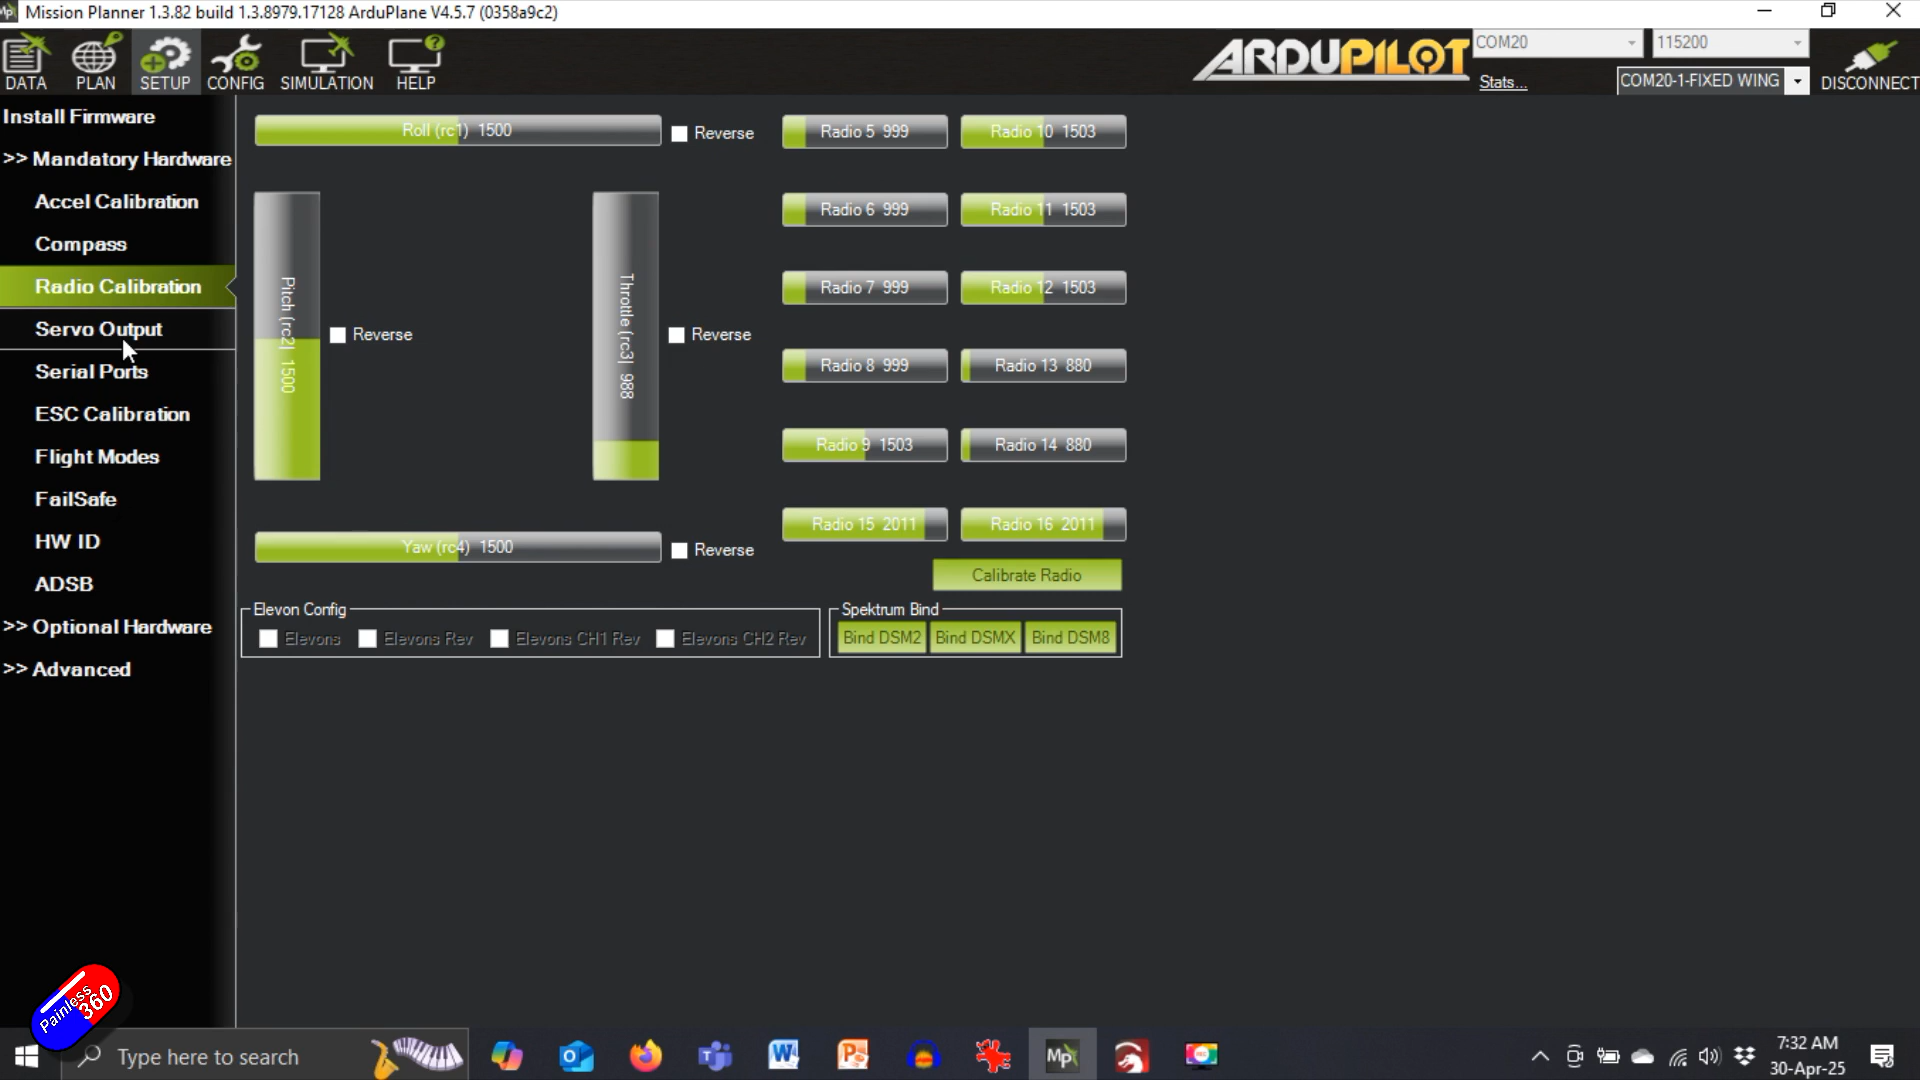 Mission Planner 1.3.82 build 1.3.8979.17128 ArduPlane V4.5.7 (0358a9c2)
DATA
PLAN
SETUP
CONFIG
SIMULATION
HELP
ARDUPILOT
COM20
115200
Stats...
COM20-1-FIXED WING
DISCONNECT
Install Firmware
>> Mandatory Hardware
Accel Calibration
Compass
Radio Calibration
Servo Output
Serial Ports
ESC Calibration
Flight Modes
FailSafe
HW ID
ADSB
>> Optional Hardware
>> Advanced
Roll (rc1) 1500
Reverse
Pitch (rc2) 1500
Reverse
Throttle (rc3) 988
Reverse
Yaw (rc4) 1500
Reverse
Radio 5 999
Radio 10 1503
Radio 6 999
Radio 11 1503
Radio 7 999
Radio 12 1503
Radio 8 999
Radio 13 880
Radio 9 1503
Radio 14 880
Radio 15 2011
Radio 16 2011
Calibrate Radio
Elevon Config
Elevons
Elevons Rev
Elevons CH1 Rev
Elevons CH2 Rev
Spektrum Bind
Bind DSM2
Bind DSMX
Bind DSM8
Painless
360
Type here to search
7:32 AM
30-Apr-25